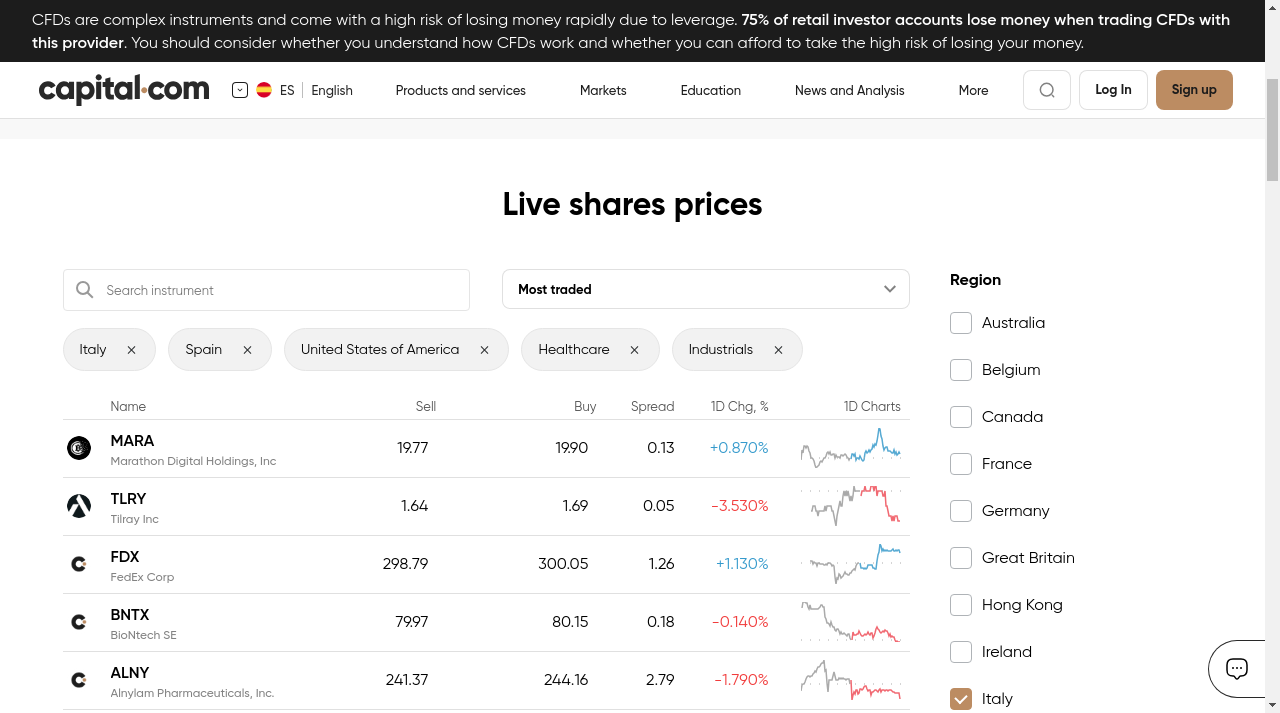 CFDs are complex instruments and come with a high risk of losing money rapidly due to leverage. 75% of retail investor accounts lose money when trading CFDs with
this provider. You should consider whether you understand how CFDs work and whether you can afford to take the high risk of losing your money.
capital.com
ES
English
Products and services
Markets
Education
News and Analysis
More
Log In
Sign up
Live shares prices
Search instrument
Most traded
Italy
Spain
United States of America
Healthcare
Industrials
Name Sell Buy Spread 1D Chg, % 1D Charts
MARA
Marathon Digital Holdings, Inc
19.77 19.90 0.13 +0.870%
TLRY
Tilray Inc
1.64 1.69 0.05 -3.530%
FDX
FedEx Corp
298.79 300.05 1.26 +1.130%
BNTX
BioNtech SE
79.97 80.15 0.18 -0.140%
ALNY
Alnylam Pharmaceuticals, Inc.
241.37 244.16 2.79 -1.790%
Region
Australia
Belgium
Canada
France
Germany
Great Britain
Hong Kong
Ireland
Italy